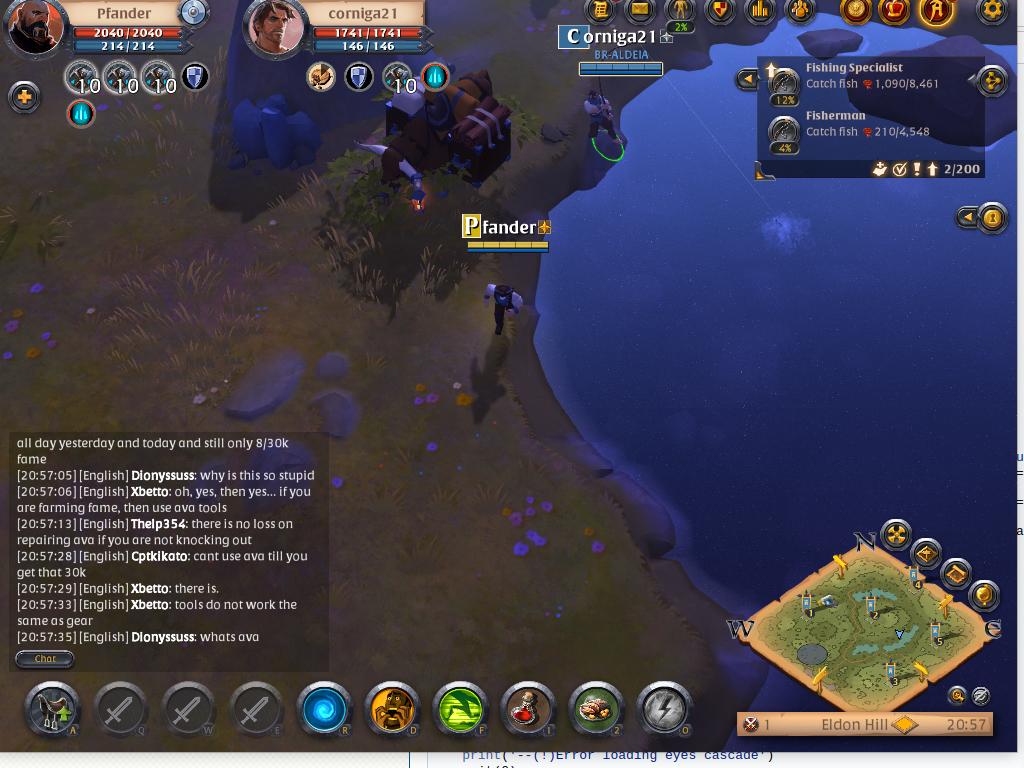 Pfander
2040/2040
214/214
corniga21
1741/1741
146/146
10
10
10
10
Corniga21
BR-ALDEIA
2%
Fishing Specialist
Catch fish 1,090/8,461
12%
Fisherman
Catch fish 210/4,548
4%
2/200
Pfander
all day yesterday and today and still only 8/30k
fame
[20:57:05] [English] Dionyssuss: why is this so stupid
[20:57:06] [English] Xbetto: oh, yes, then yes... if you
are farming fame, then use ava tools
[20:57:13] [English] Thelp354: there is no loss on
repairing ava if you are not knocking out
[20:57:28] [English] Cptkikato: cant use ava till you
get that 30k
[20:57:29] [English] Xbetto: there is.
[20:57:33] [English] Xbetto: tools do not work the
same as gear
[20:57:35] [English] Dionyssuss: whats ava
Chat
N
W
E
1
2
3
4
5
A
Q
W
E
R
D
F
1
2
O
1 Eldon Hill 20:57
print('--(!)Error loading eyes cascade')